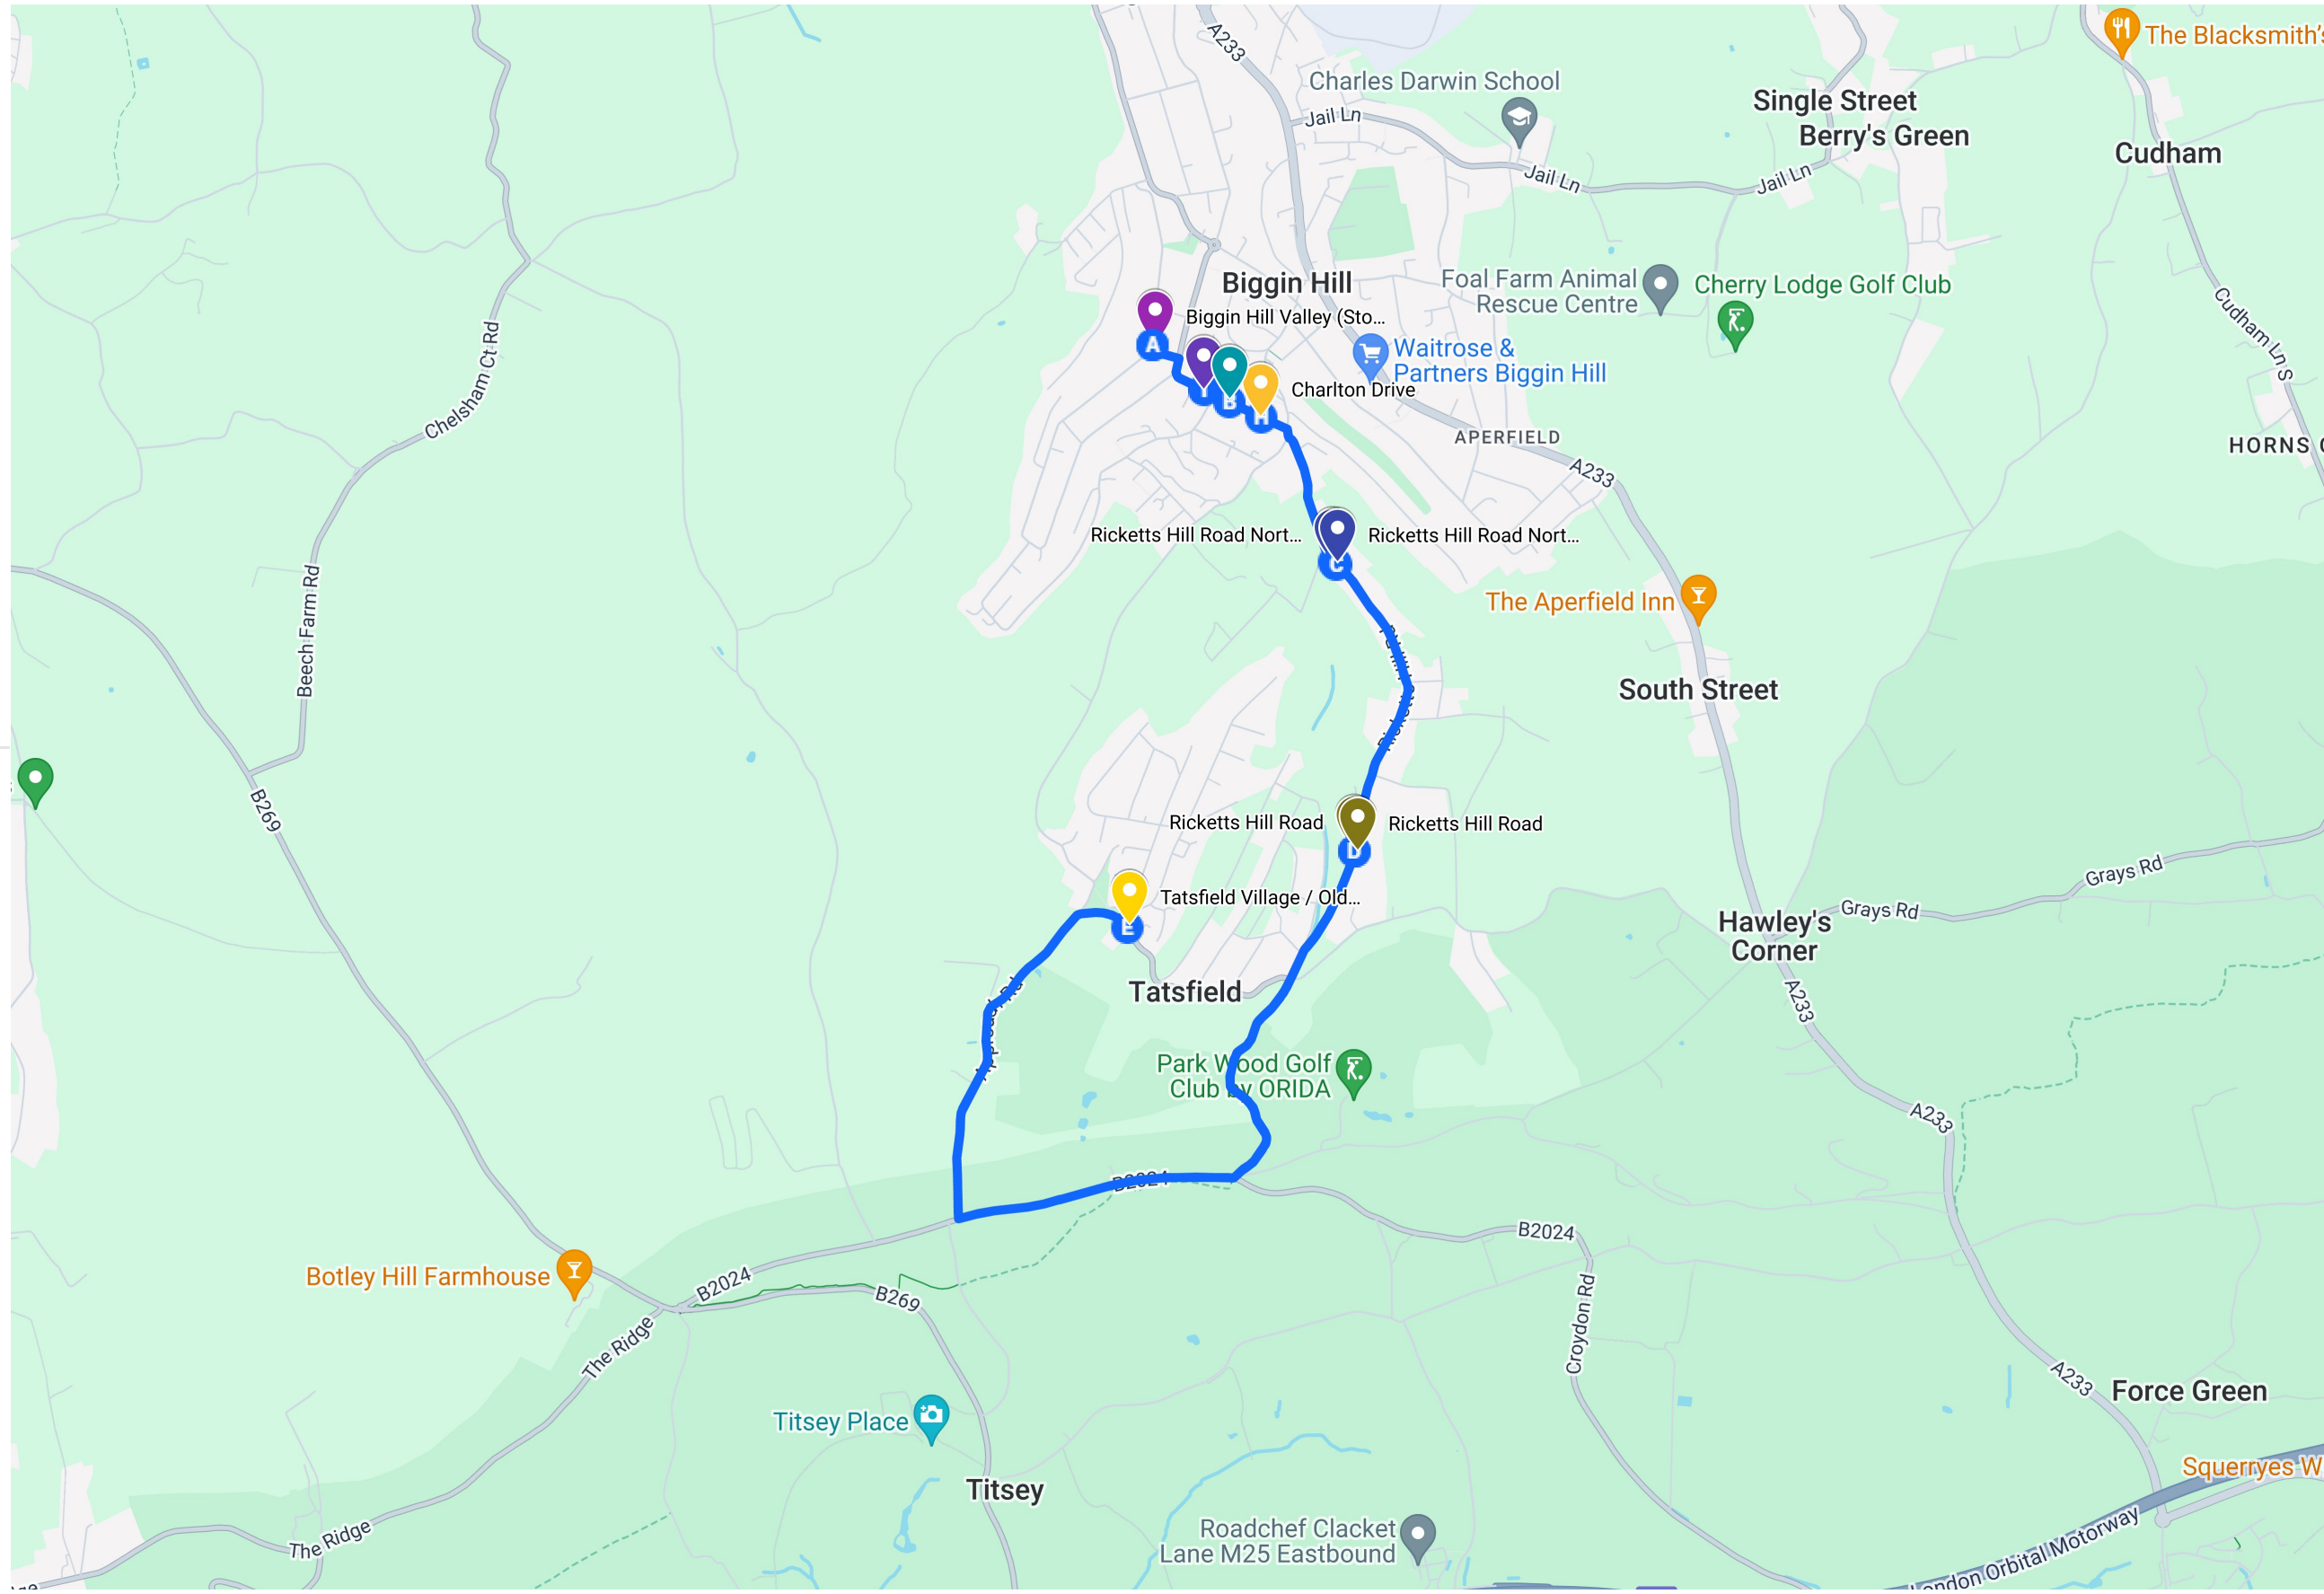 A233
The Blacksmith's
Charles Darwin School
Jail Ln
Single Street
Berry's Green
Cudham
Jail Ln
Jail Ln
Biggin Hill
Foal Farm Animal
Rescue Centre
Cherry Lodge Golf Club
Cudham Ln S
Biggin Hill Valley (Sto...
A
Waitrose &
Partners Biggin Hill
Chelsham Ct Rd
B
H
Charlton Drive
APERFIELD
HORNS
A233
Ricketts Hill Road Nort...
Ricketts Hill Road Nort...
C
Beech Farm Rd
The Aperfield Inn
South Street
Ricketts Hill Rd
B269
Ricketts Hill Road
Ricketts Hill Road
D
Grays Rd
Tatsfield Village / Old...
E
Grays Rd
Hawley's
Corner
Tatsfield
Approach Rd
A233
Park Wood Golf
Club by ORIDA
A233
B2024
B2024
Botley Hill Farmhouse
B2024
B269
Croydon Rd
The Ridge
A233
Force Green
Titsey Place
Squerryes W
Titsey
Roadchef Clacket
Lane M25 Eastbound
The Ridge
London Orbital Motorway